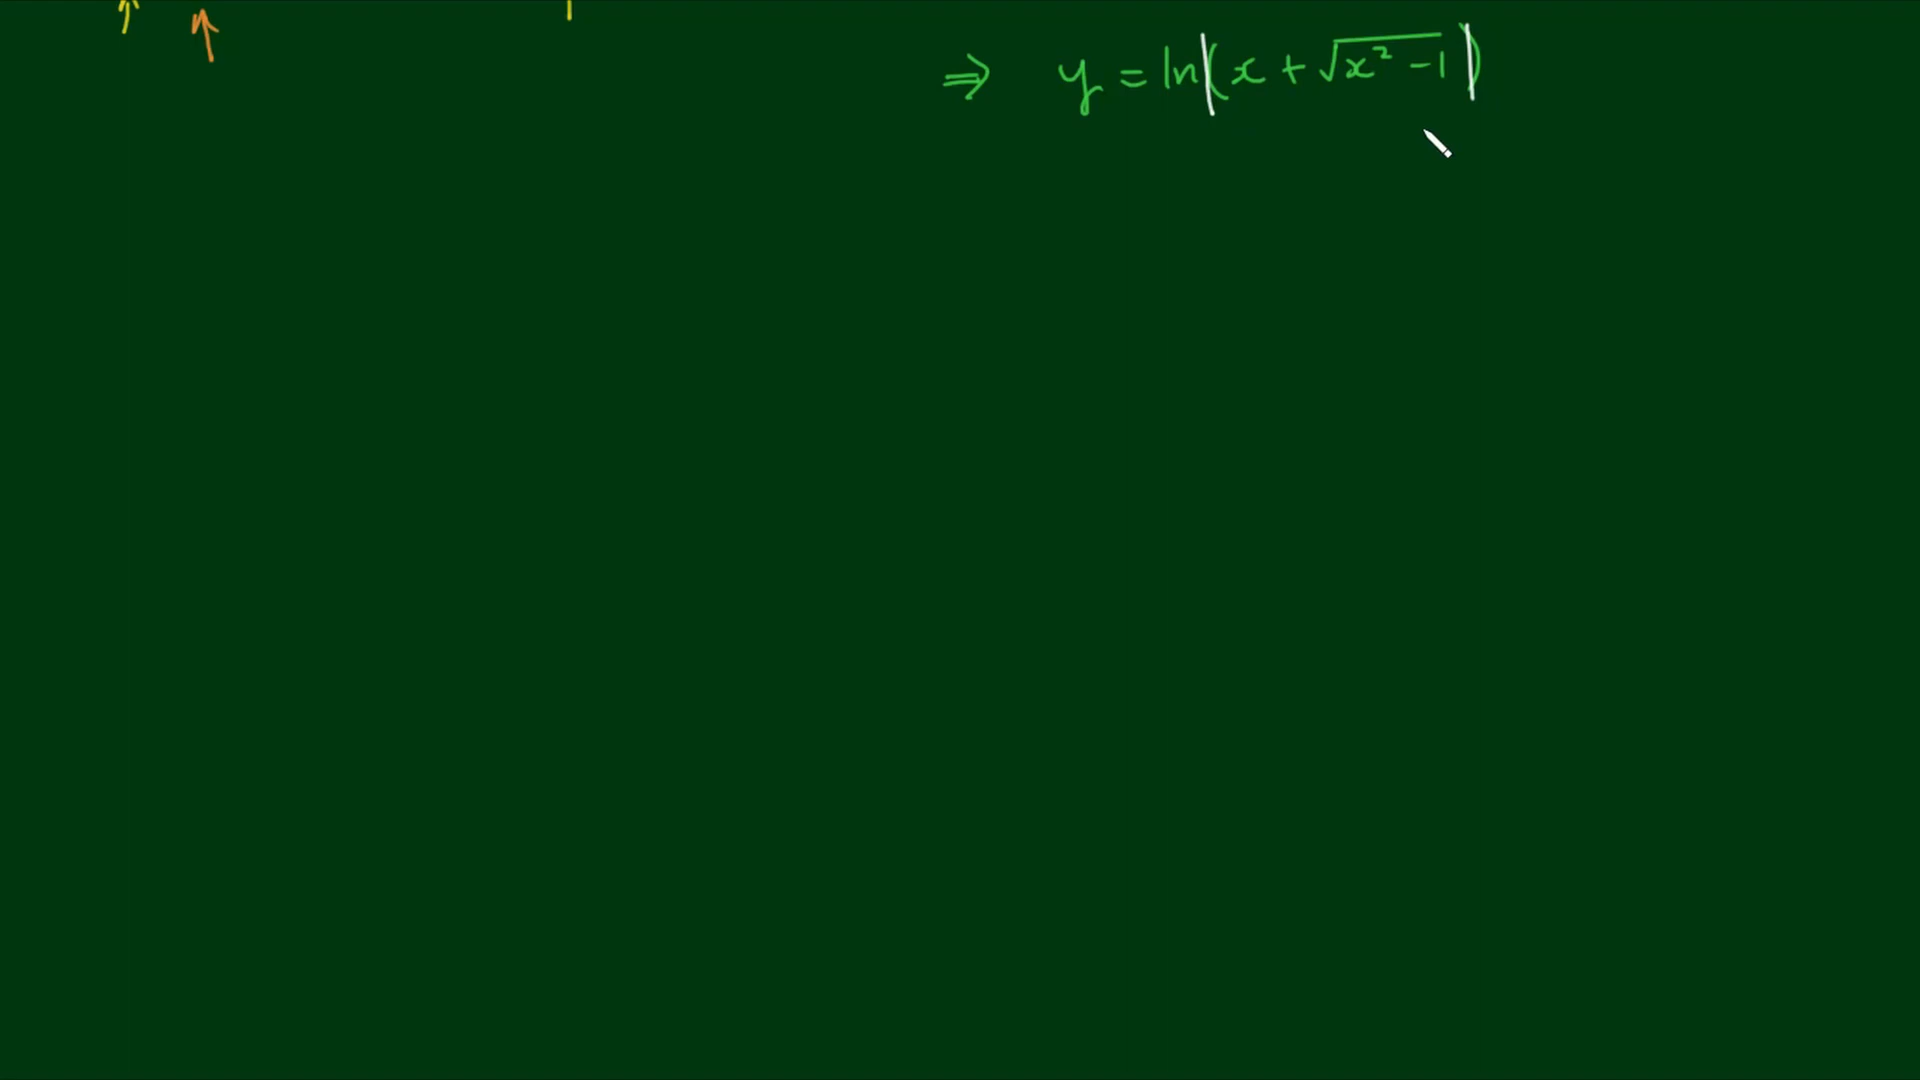 ⇒ y = ln|(x + √(x² - 1|)